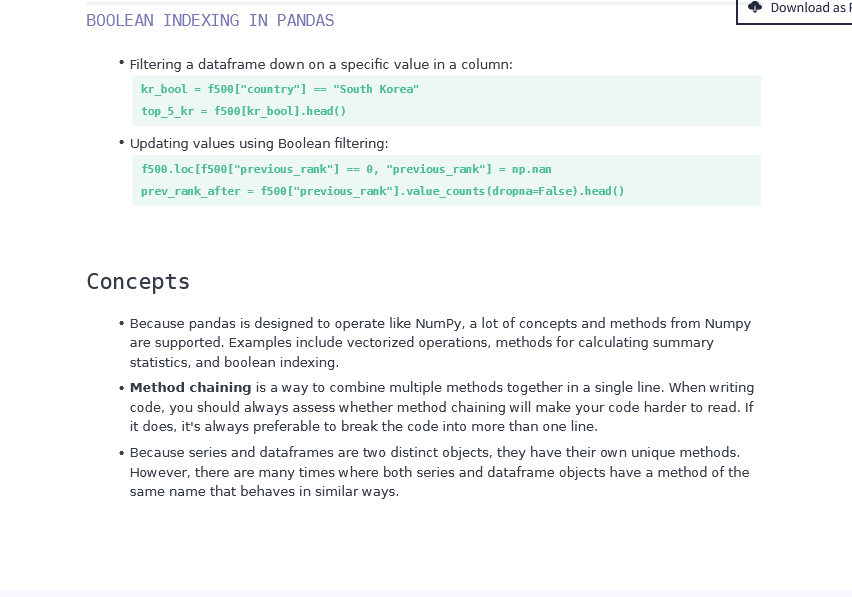 Download as
BOOLEAN INDEXING IN PANDAS
• Filtering a dataframe down on a specific value in a column:
kr_bool = f500["country"] == "South Korea"
top_5_kr = f500[kr_bool].head()
• Updating values using Boolean filtering:
f500.loc[f500["previous_rank"] == 0, "previous_rank"] = np.nan
prev_rank_after = f500["previous_rank"].value_counts(dropna=False).head()
Concepts
• Because pandas is designed to operate like NumPy, a lot of concepts and methods from Numpy
are supported. Examples include vectorized operations, methods for calculating summary
statistics, and boolean indexing.
• Method chaining is a way to combine multiple methods together in a single line. When writing
code, you should always assess whether method chaining will make your code harder to read. If
it does, it's always preferable to break the code into more than one line.
• Because series and dataframes are two distinct objects, they have their own unique methods.
However, there are many times where both series and dataframe objects have a method of the
same name that behaves in similar ways.